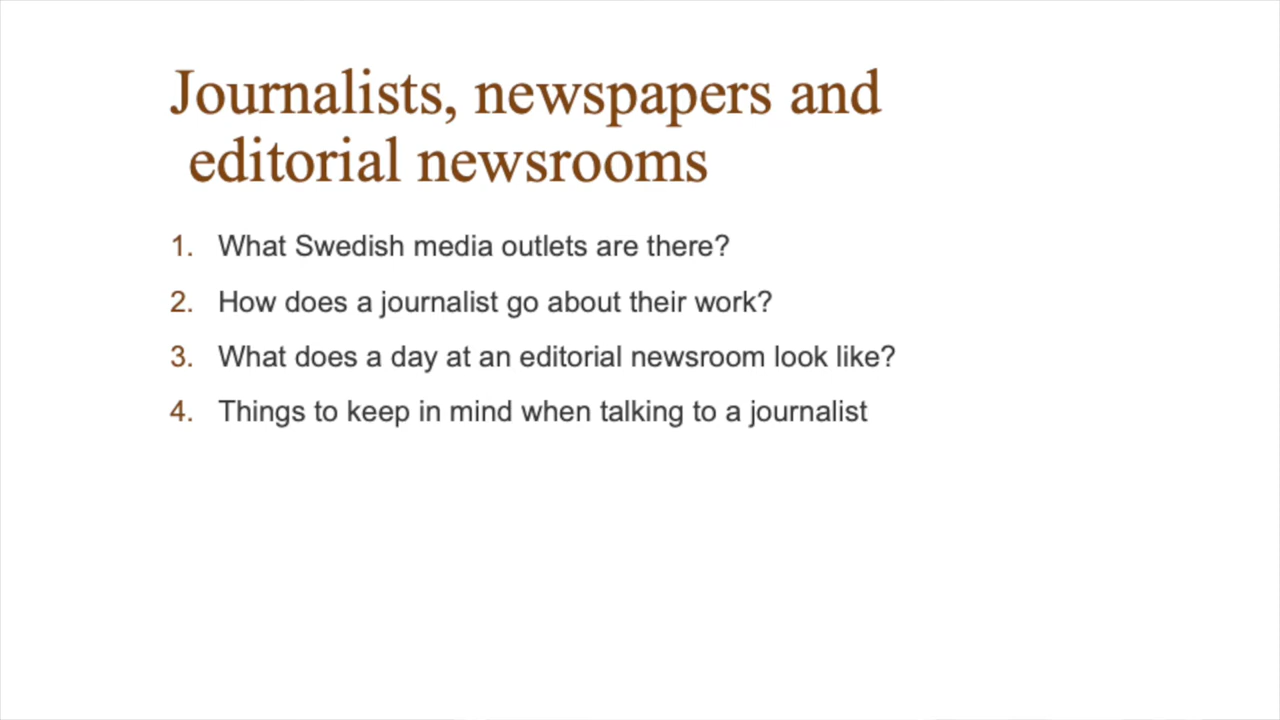 Journalists, newspapers and
editorial newsrooms
1. What Swedish media outlets are there?
2. How does a journalist go about their work?
3. What does a day at an editorial newsroom look like?
4. Things to keep in mind when talking to a journalist